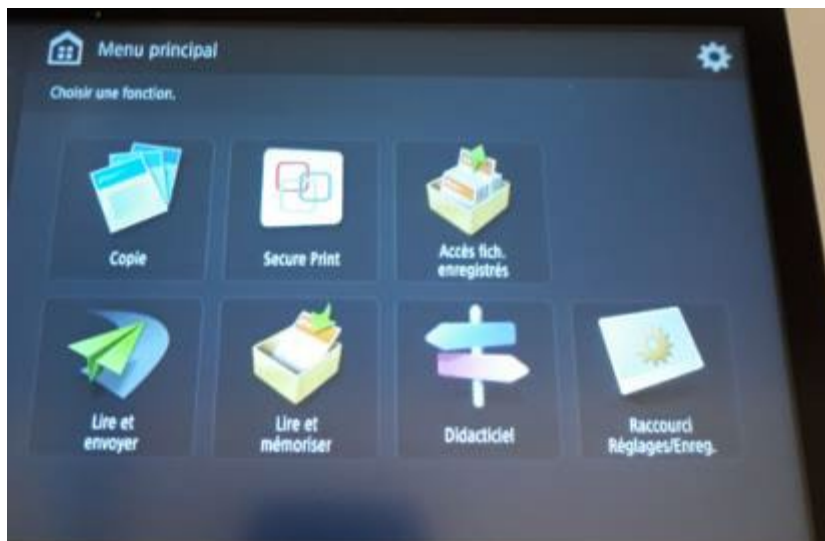 Menu principal
Choisir une fonction.
Copie
Secure Print
Accès fich.
enregistrés
Lire et
envoyer
Lire et
mémoriser
Didacticiel
Raccourci
Réglages/Enreg.